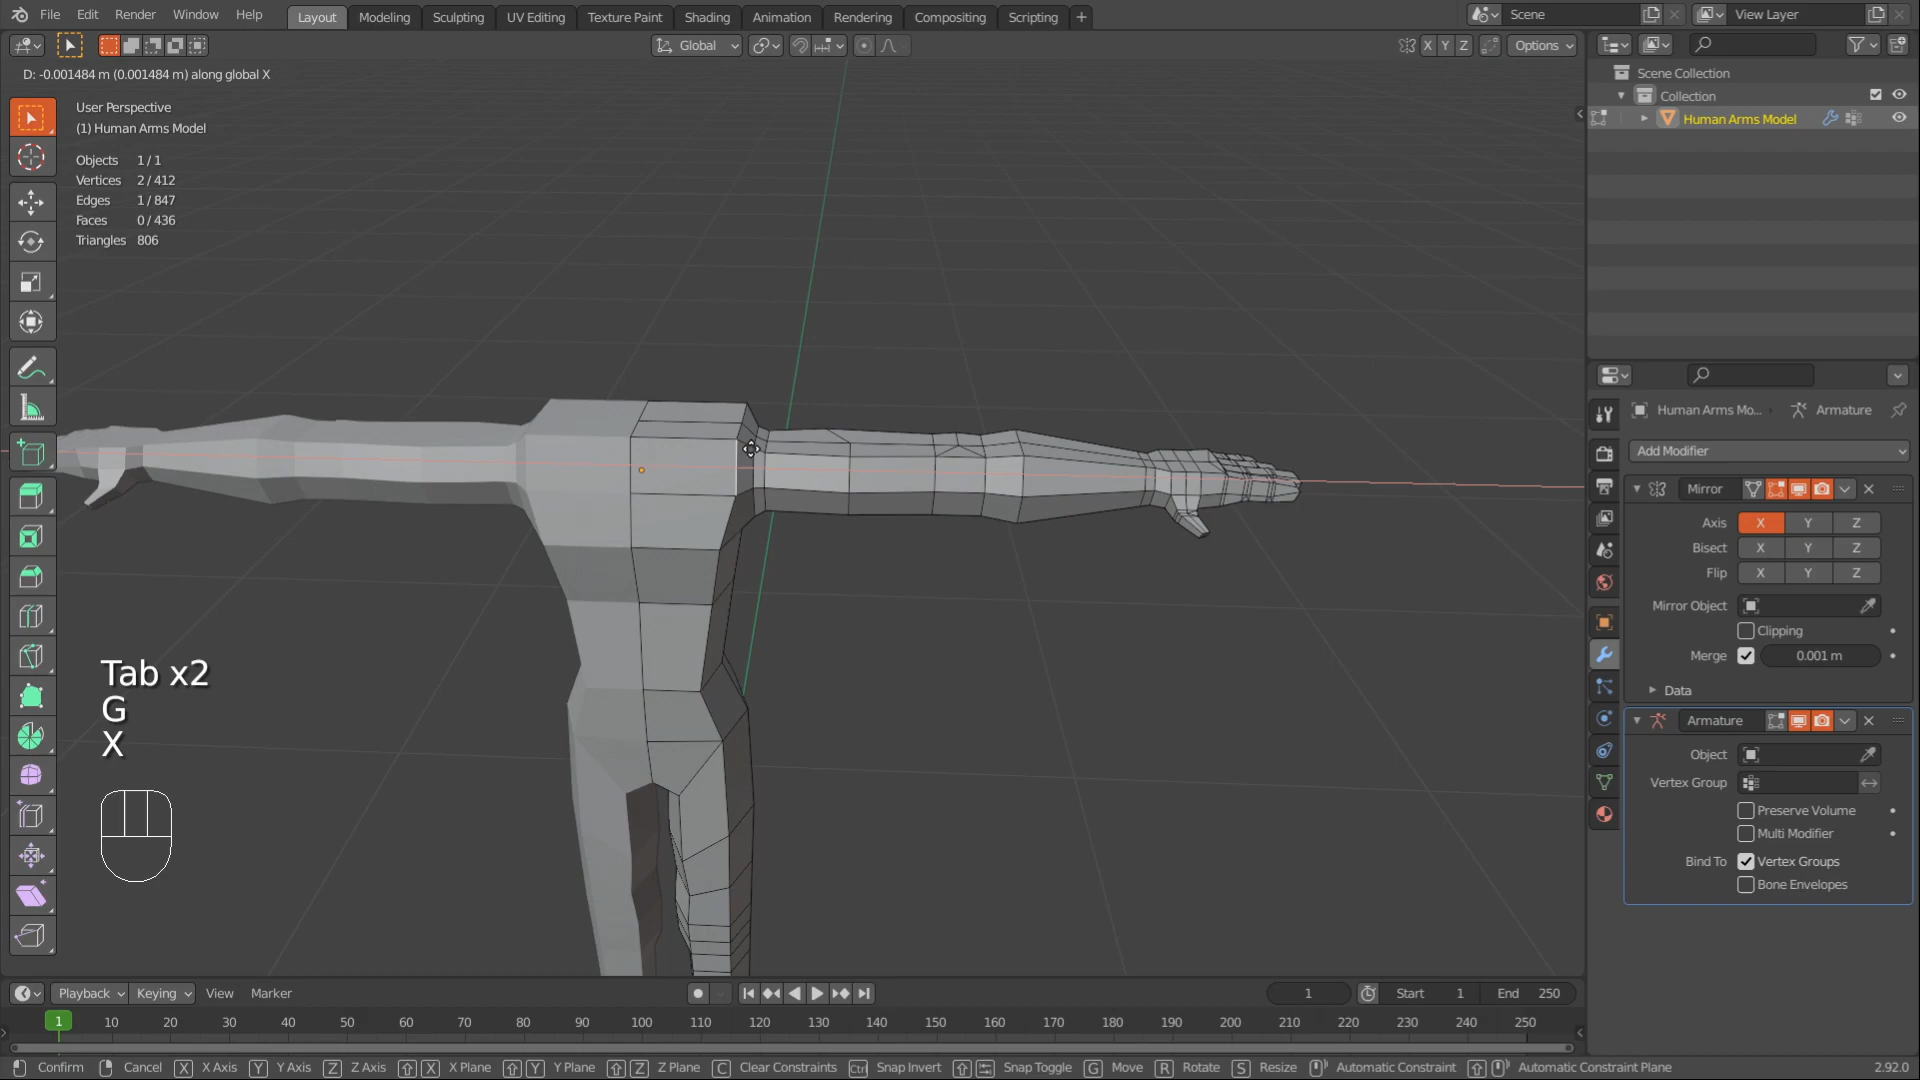 File Edit Render Window Help Layout Modeling Sculpting UV Editing Texture Paint Shading Animation Rendering Compositing Scripting + Scene View Layer
Global X Y Z Options
D: -0.001484 m (0.001484 m) along global X
Scene Collection
Collection
Human Arms Model
User Perspective
(1) Human Arms Model
Objects 1 / 1
Vertices 2 / 412
Edges 1 / 847
Faces 0 / 436
Triangles 806
Human Arms Mo... Armature
Add Modifier
Mirror
Axis X Y Z
Bisect X Y Z
Flip X Y Z
Mirror Object
Clipping
Merge 0.001 m
Data
Armature
Object
Vertex Group
Preserve Volume
Multi Modifier
Bind To Vertex Groups
Bone Envelopes
Tab x2
G
X
Playback Keying View Marker 1 Start 1 End 250
1 10 20 30 40 50 60 70 80 90 100 110 120 130 140 150 160 170 180 190 200 210 220 230 240 250
Confirm Cancel X X Axis Y Y Axis Z Z Axis X X Plane Y Y Plane Z Z Plane C Clear Constraints Ctrl Snap Invert Snap Toggle G Move R Rotate S Resize Automatic Constraint Automatic Constraint Plane 2.92.0